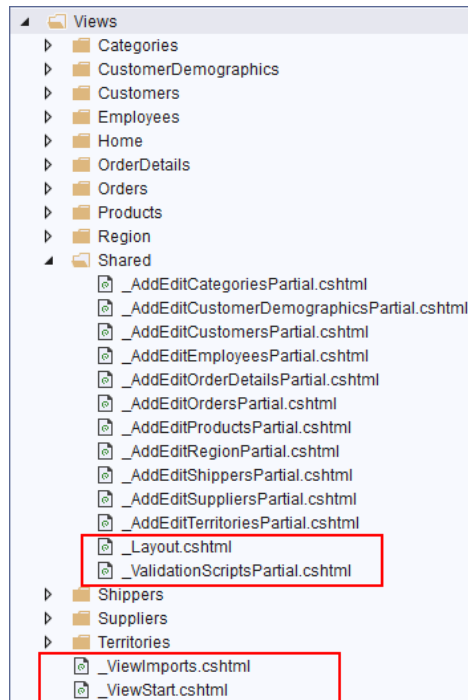 Views
Categories
CustomerDemographics
Customers
Employees
Home
OrderDetails
Orders
Products
Region
Shared
_AddEditCategoriesPartial.cshtml
_AddEditCustomerDemographicsPartial.cshtml
_AddEditCustomersPartial.cshtml
_AddEditEmployeesPartial.cshtml
_AddEditOrderDetailsPartial.cshtml
_AddEditOrdersPartial.cshtml
_AddEditProductsPartial.cshtml
_AddEditRegionPartial.cshtml
_AddEditShippersPartial.cshtml
_AddEditSuppliersPartial.cshtml
_AddEditTerritoriesPartial.cshtml
_Layout.cshtml
_ValidationScriptsPartial.cshtml
Shippers
Suppliers
Territories
_ViewImports.cshtml
_ViewStart.cshtml